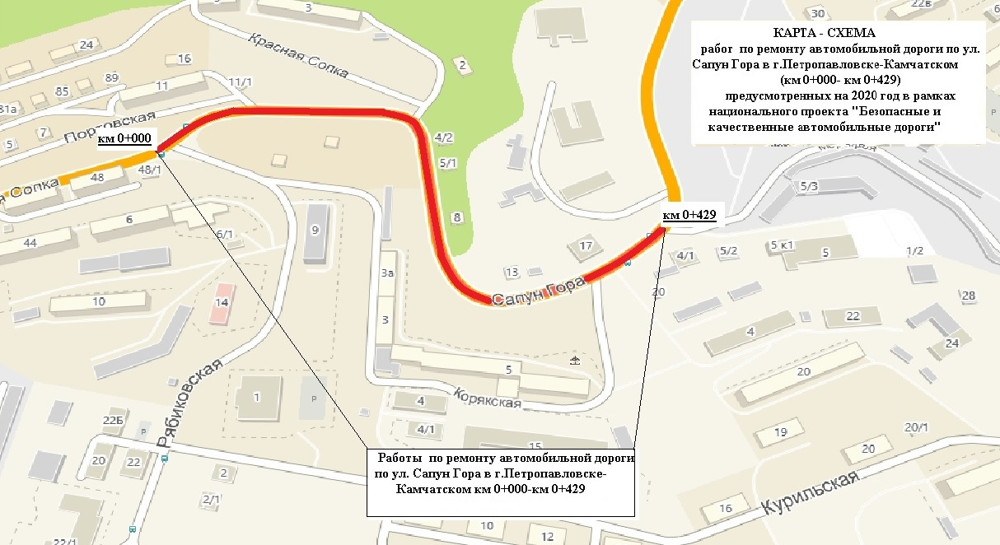 КАРТА - СХЕМА
работ по ремонту автомобильной дороги по ул.
Сапун Гора в г.Петропавловске-Камчатском
(км 0+000- км 0+429)
предусмотренных на 2020 год в рамках
национального проекта "Безопасные и
качественные автомобильные дороги"
3
30
22В
24
Красная Сопка
16
2
89
11
11/1
85
81а
Портовская
7
5
км 0+000
4/2
5/1
48/1
48
я Сопка
5/3
6
8
9
км 0+429
6/1
44
17
5 к1
5
5/2
4/1
1/2
13
3а
Сапун Гора
20
28
10
14
3
22
4
24
5
20
Рябиковская
1
P
Корякская
4
22Б
P
4/1
19
20/1
15
20
20
22
2
Работы по ремонту автомобильной дороги
по ул. Сапун Гора в г.Петропавловске-
Камчатском км 0+000-км 0+429
Курильская
2/1
16
10
12
22/1